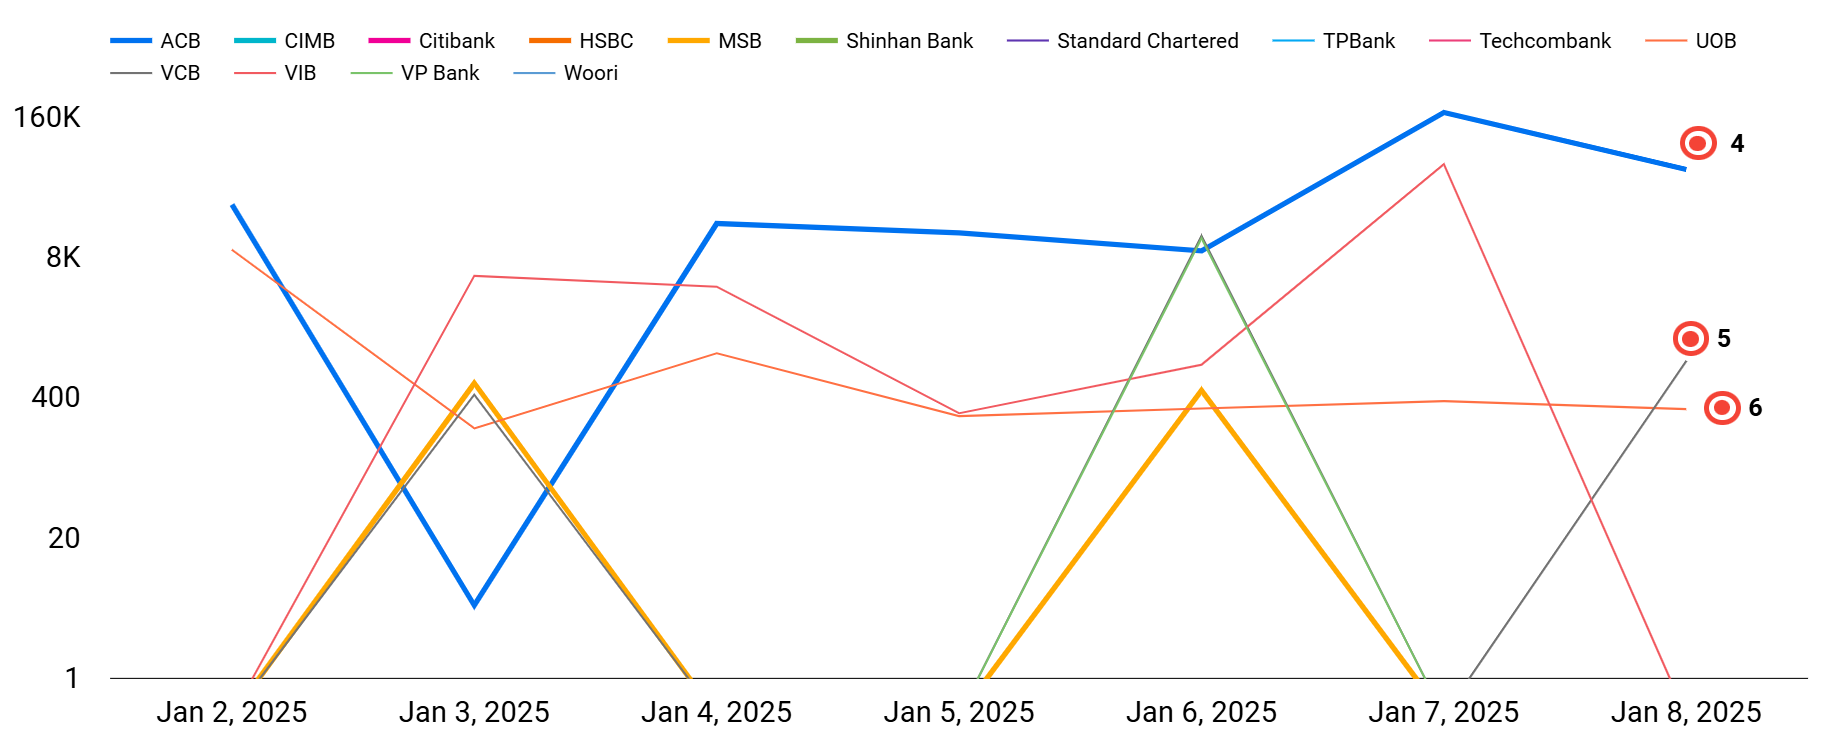 ACB CIMB Citibank HSBC MSB Shinhan Bank Standard Chartered TPBank Techcombank UOB
VCB VIB VP Bank Woori
160K
4
8K
5
400
6
20
1
Jan 2, 2025 Jan 3, 2025 Jan 4, 2025 Jan 5, 2025 Jan 6, 2025 Jan 7, 2025 Jan 8, 2025